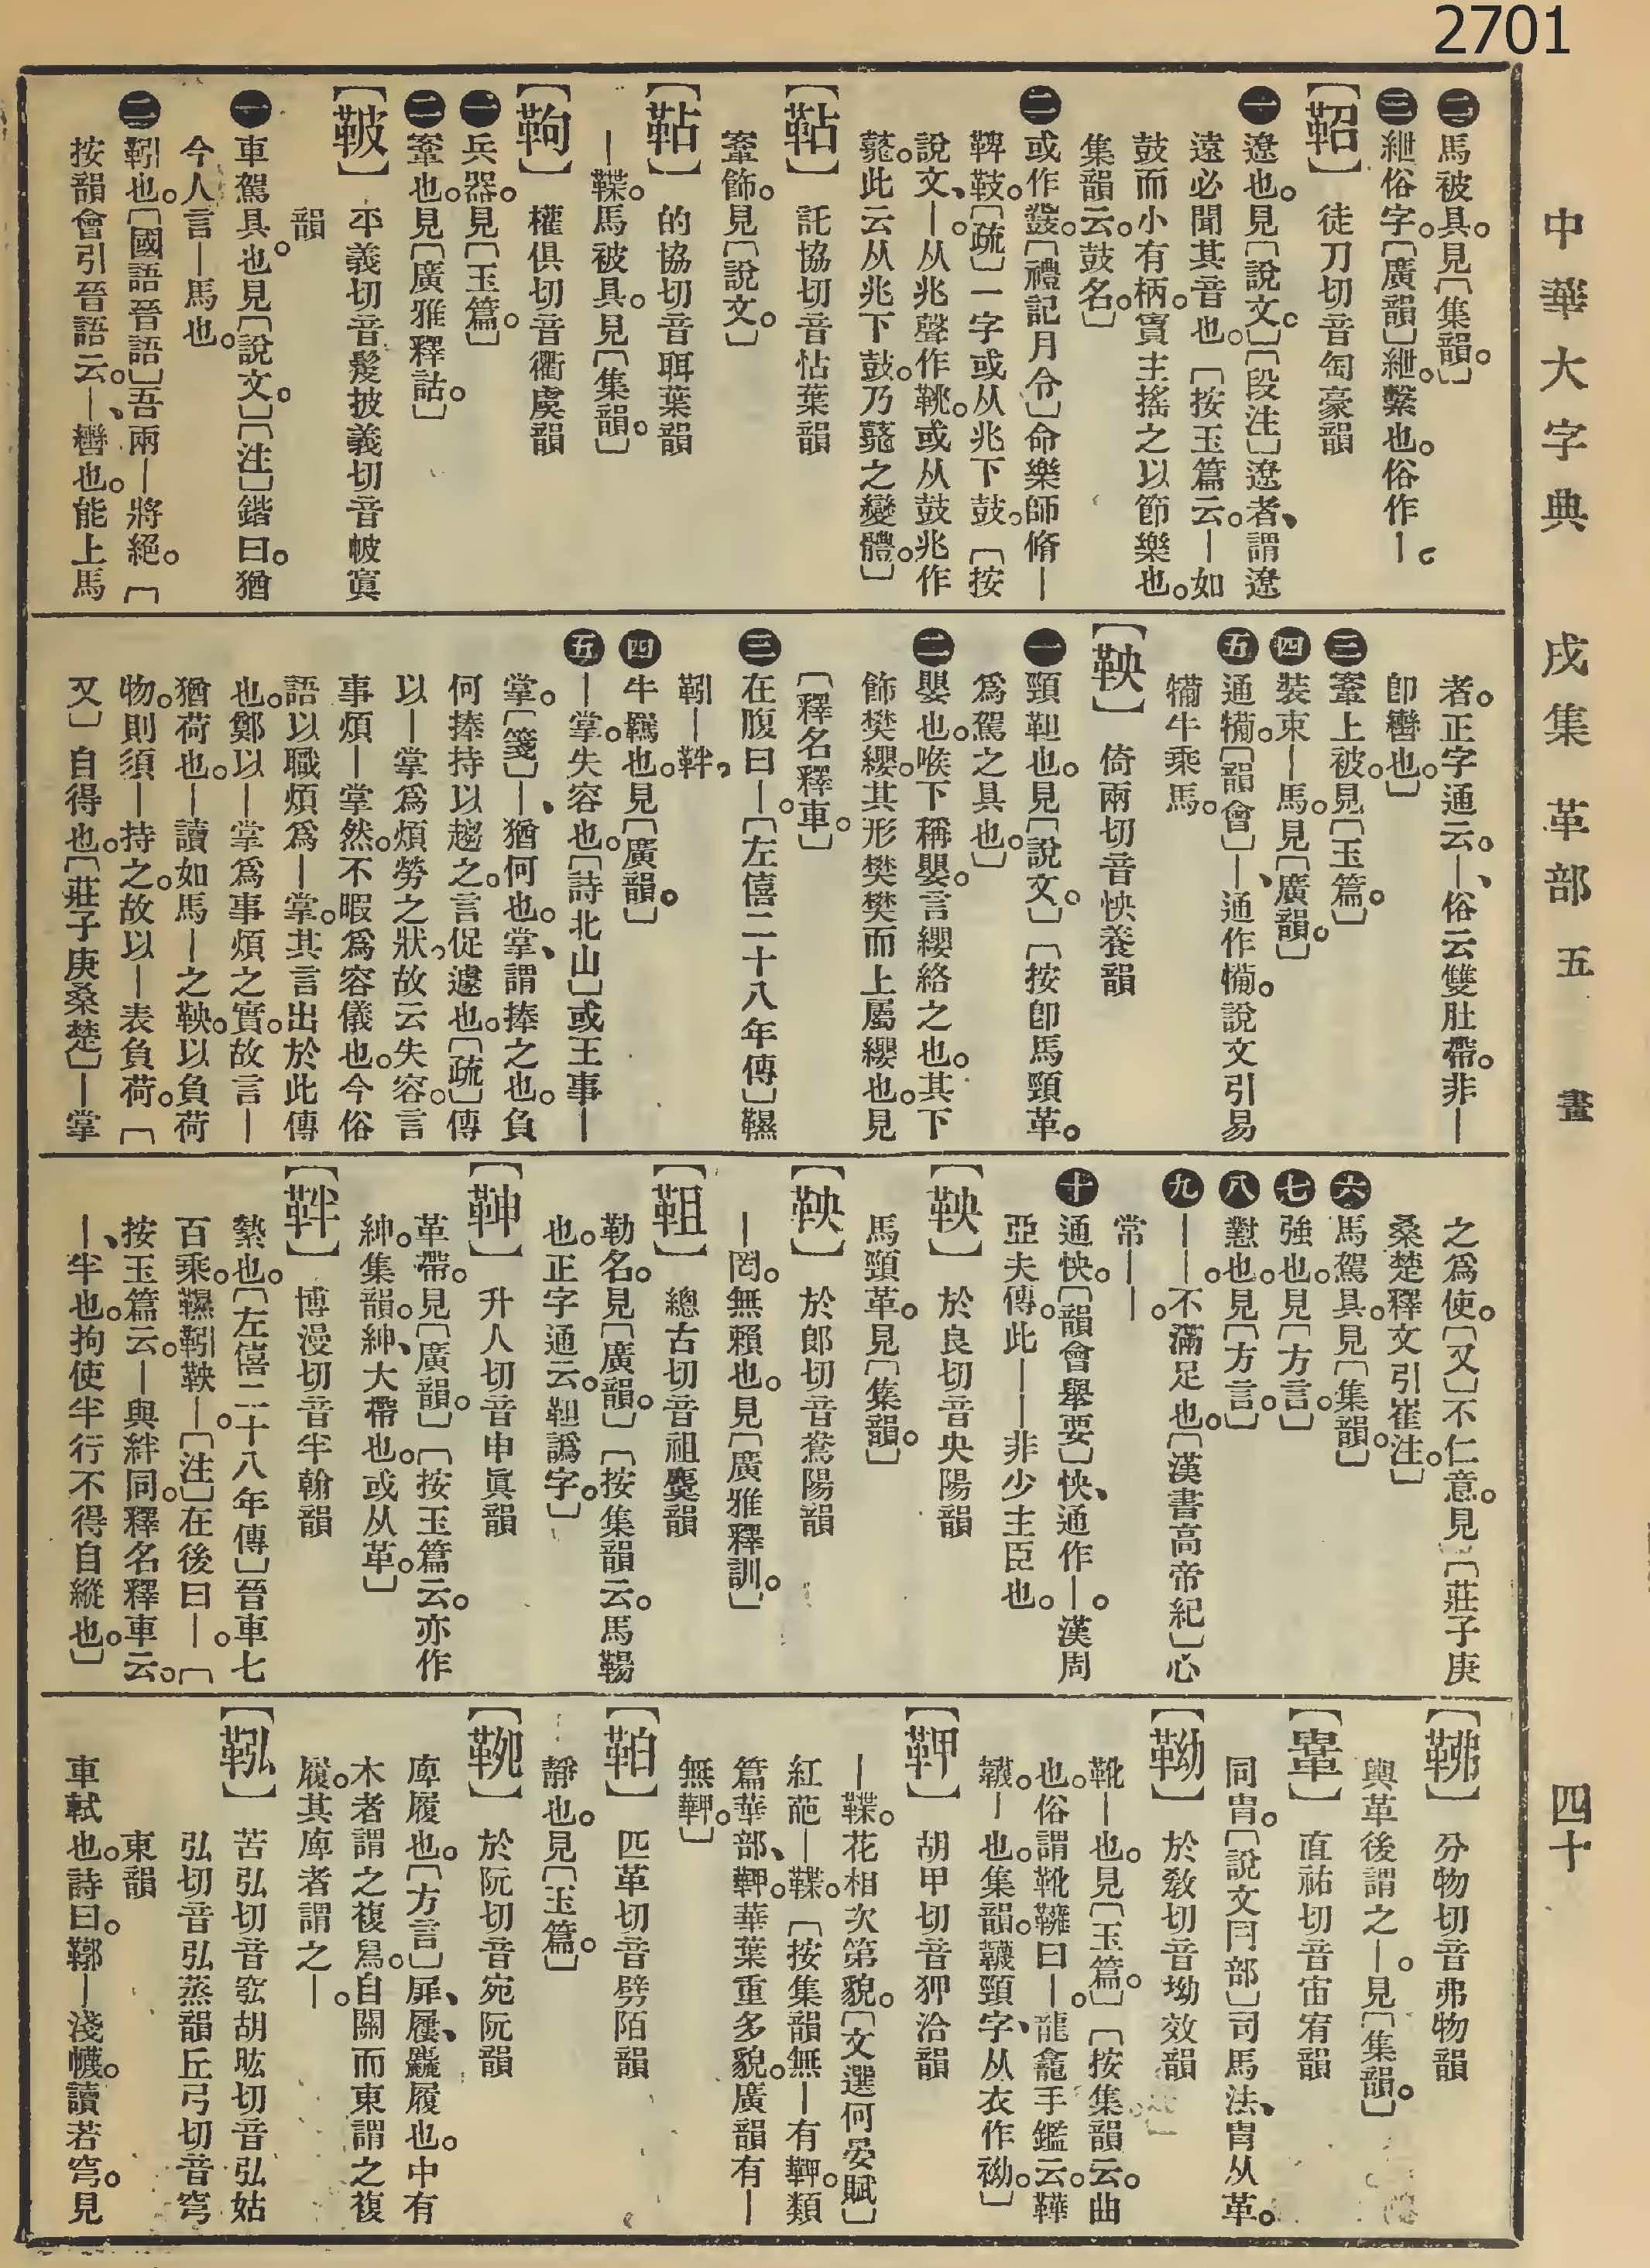 2701
中華大字典 戌集 革部 五畫 四十
㊁馬被具。見〔集韻。〕
㊂紲俗字。〔廣韻〕紲。繫也。俗作—。
〔鞀〕徒刀切音匋豪韻
㊀遼也。見〔說文。〕〔段注〕遼者、謂遼
遠必聞其音也。〔按玉篇云。—如
鼓而小有柄。賓主搖之以節樂也。
集韻云。鼓名。〕
㊁或作鼗。〔禮記月令〕命樂師脩—
鞞鼓。〔疏〕一字或从兆下鼓。〔按
說文、—。从兆聲作鞉。或从鼓兆作
鼗。此云从兆下鼓。乃鼗之變體。〕
〔鞊〕託協切音怗葉韻
鞌飾。見〔說文。〕
〔鞊〕的協切音聑葉韻
—鞢。馬被具。見〔集韻。〕
〔鞄〕權俱切音衢虞韻
㊀兵器。見〔玉篇。〕
㊁鞌也。見〔廣雅釋詁。〕
〔鞁〕平義切音髲披義切音帔寘
韻
㊀車駕具也。見〔說文。〕〔注〕鍇曰。猶
今人言—馬也。
㊁靷也。〔國語晉語〕吾兩—將絕。〔
按韻會引晉語云。—、轡也。能上馬
者。正字通云。—、俗云雙肚帶。非—
卽轡也。〕
㊂鞌上被。見〔玉篇。〕
㊃裝束—馬。見〔廣韻。〕
㊄通犕。〔韻會〕—、通作犕。說文引易
犕牛乘馬。
〔鞅〕倚兩切音怏養韻
㊀頸靼也。見〔說文。〕〔按卽馬頸革。
爲駕之具也。〕
㊁嬰也。喉下稱嬰。言纓絡之也。其下
飾樊纓。其形樊樊而上屬纓也。見
〔釋名釋車。〕
㊂在腹曰—。〔左僖二十八年傳〕韅
靷—靽。
㊃牛羈也。見〔廣韻。〕
㊄—掌。失容也。〔詩北山〕或王事—
掌。〔箋〕—、猶何也。掌、謂捧之也。負
何捧持以趨之。言促遽也。〔疏〕傳
以—掌爲煩勞之狀。故云失容。言
事煩—掌然。不暇爲容儀也。今俗
語以職煩爲—掌。其言出於此傳
也。鄭以—掌爲事煩之實。故言—
猶荷也。—讀如馬—之鞅。以負荷
物。則須—持之。故以—表負荷。〔
又〕自得也。〔莊子庚桑楚〕—掌
之爲使。〔又〕不仁意。見〔莊子庚
桑楚釋文引崔注。〕
㊅馬駕具。見〔集韻。〕
㊆強也。見〔方言。〕
㊇懟也。見〔方言。〕
㊈——。不滿足也。〔漢書高帝紀〕心
常——。
㊉通怏。〔韻會舉要〕怏、通作—。漢周
亞夫傳。此——非少主臣也。
〔鞅〕於良切音央陽韻
馬頸革。見〔集韻。〕
〔鞅〕於郎切音鴦陽韻
—罔。無賴也。見〔廣雅釋訓。〕
〔靻〕總古切音祖麌韻
勒名。見〔廣韻。〕〔按集韻云。馬鞥
也。正字通云。靼譌字。〕
〔鞇〕升人切音申眞韻
革帶。見〔廣韻。〕〔按玉篇云。亦作
紳。集韻。紳、大帶也。或从革。〕
〔靽〕博漫切音半翰韻
縶也。〔左僖二十八年傳〕晉車七
百乘。韅靷鞅—。〔注〕在後曰—。〔
按玉篇云。—與絆同。釋名釋車云。
—、半也。拘使半行不得自縱也。〕
〔鞴〕分物切音弗物韻
輿革後謂之—。見〔集韻。〕
〔䩜〕直祐切音宙宥韻
同冑。〔說文冃部〕司馬法、冑从革。
〔靿〕於敎切音坳效韻
靴—也。見〔玉篇。〕〔按集韻云。曲
也。俗謂靴鞾曰—。龍龕手鑑云。鞾
韈—也。集韻。韈頸字、从衣作袎。〕
〔鞆〕胡甲切音狎洽韻
—鞢。花相次第貌。〔文選何晏賦〕
紅葩—鞢。〔按集韻無—。有鞞。類
篇華部、鞞。華葉重多貌。廣韻有—
無鞞。〕
〔䩀〕匹革切音劈陌韻
靜也。見〔玉篇。〕
〔䩊〕於阮切音宛阮韻
庳履也。〔方言〕屝、屨、麤、履也。中有
木者謂之複舄。自關而東謂之複
履。其庳者謂之—。
〔鞃〕苦弘切音𥥈胡肱切音弘姑
弘切音弘蒸韻丘弓切音穹
東韻
車軾也。詩曰。鞹—淺幭。讀若穹。見